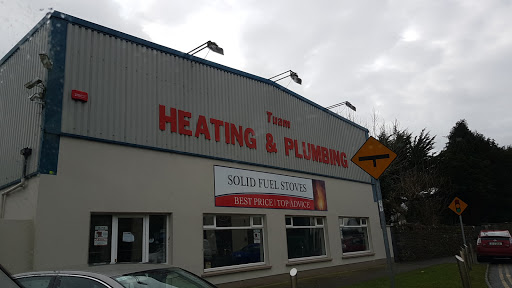 Tuam
HEATING & PLUMBING
SOLID FUEL STOVES
BEST PRICE / TOP ADVICE